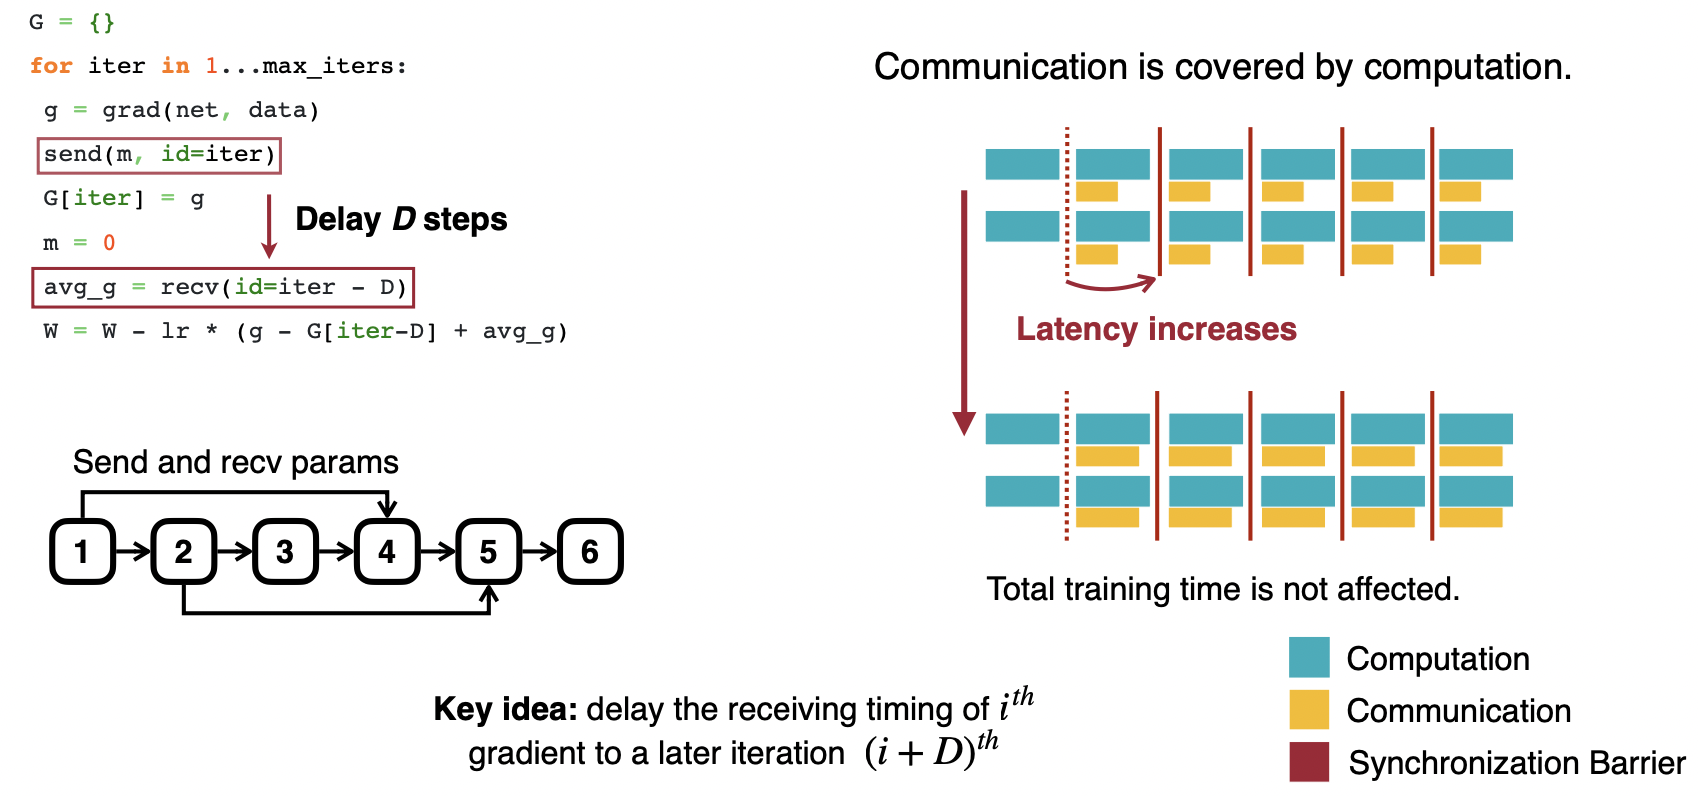 G = {}
for iter in 1...max_iters:
g = grad(net, data)
send(m, id=iter)
G[iter] = g
Delay D steps
m = 0
avg_g = recv(id=iter - D)
W = W - lr * (g - G[iter-D] + avg_g)
Send and recv params
1 2 3 4 5 6
Key idea: delay the receiving timing of i^th
gradient to a later iteration (i + D)^th
Communication is covered by computation.
Latency increases
Total training time is not affected.
Computation
Communication
Synchronization Barrier